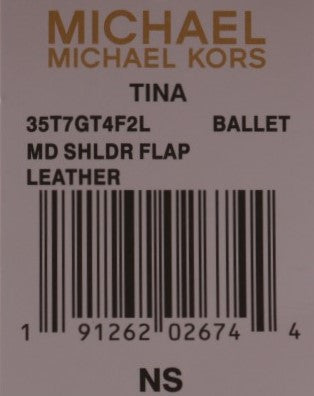 MICHAEL
MICHAEL KORS
TINA
35T7GT4F2L BALLET
MD SHLDR FLAP
LEATHER
1 91262 02674 4
NS